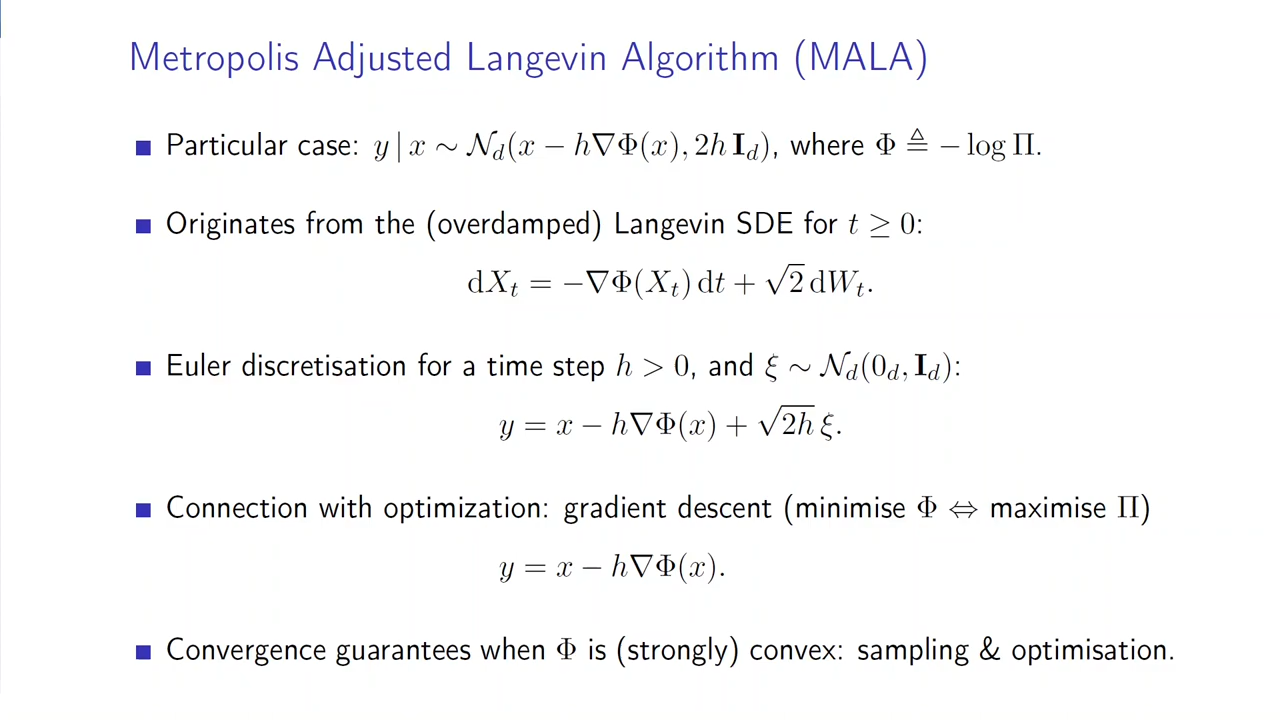 Metropolis Adjusted Langevin Algorithm (MALA)
Particular case: y | x ∼ 𝒩_d(x − h∇Φ(x), 2h 𝐈_d), where Φ ≜ − log Π.
Originates from the (overdamped) Langevin SDE for t ≥ 0:
dX_t = −∇Φ(X_t) dt + √2 dW_t.
Euler discretisation for a time step h > 0, and ξ ∼ 𝒩_d(0_d, 𝐈_d):
y = x − h∇Φ(x) + √2h ξ.
Connection with optimization: gradient descent (minimise Φ ⇔ maximise Π)
y = x − h∇Φ(x).
Convergence guarantees when Φ is (strongly) convex: sampling & optimisation.